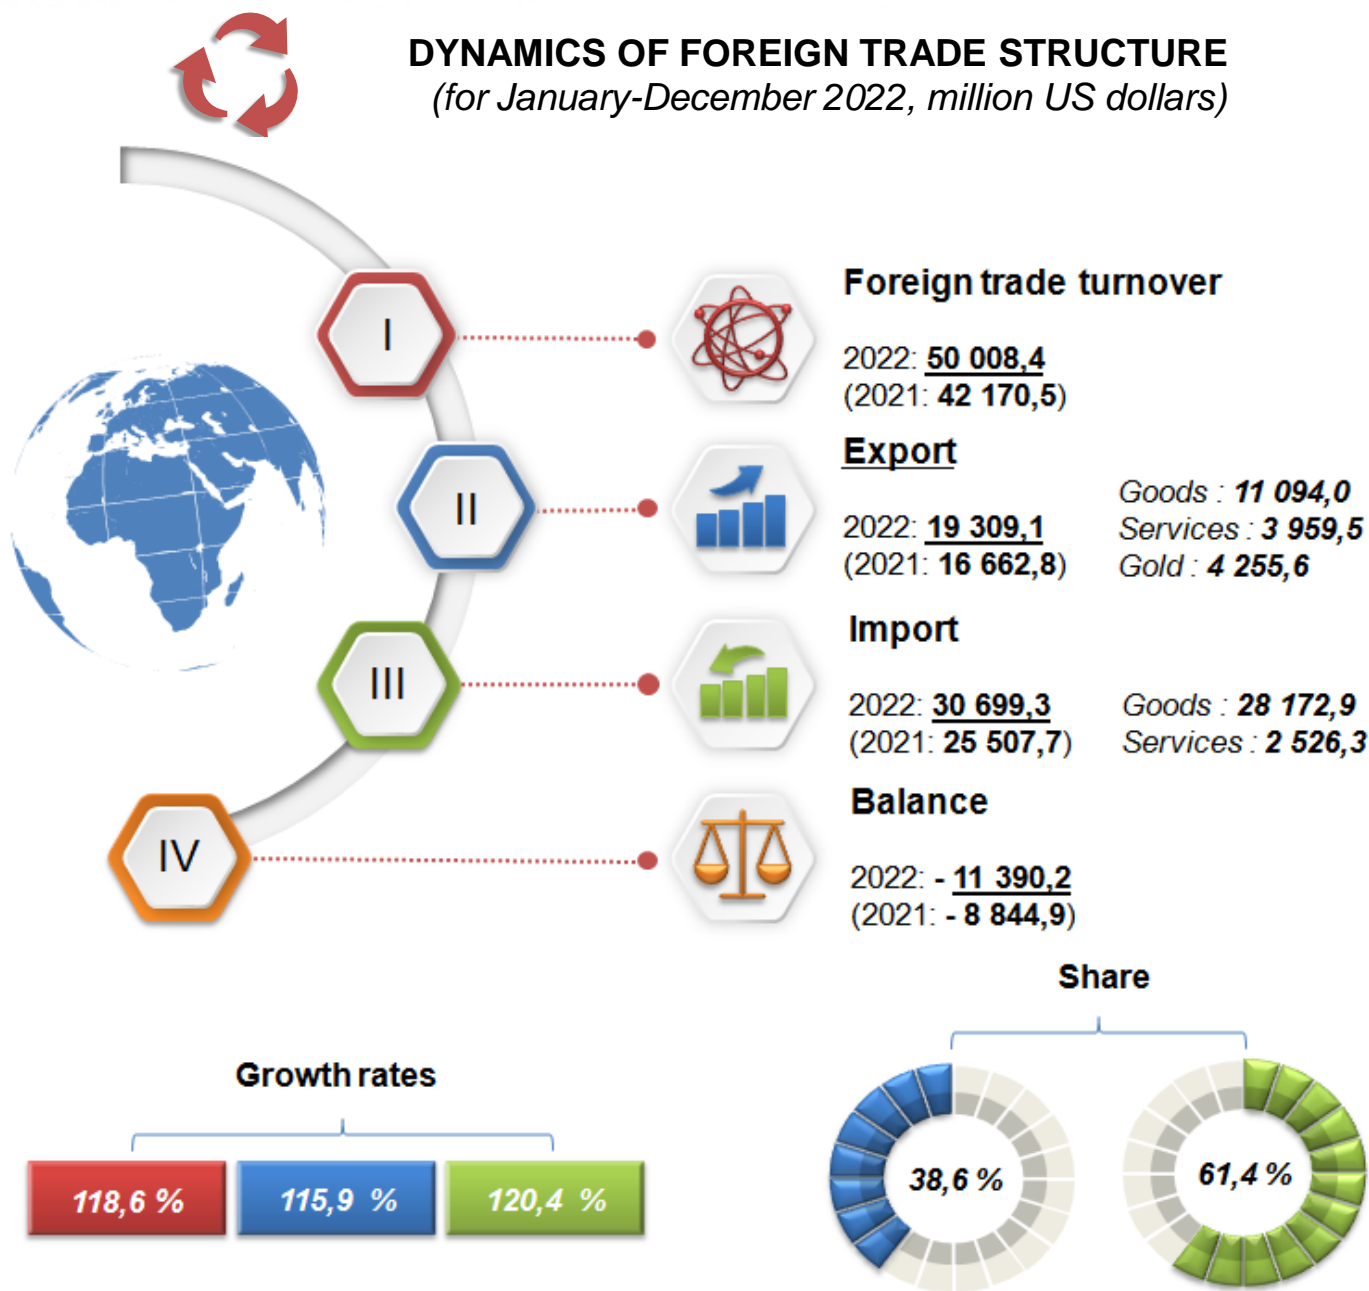 DYNAMICS OF FOREIGN TRADE STRUCTURE
(for January-December 2022, million US dollars)
I
Foreign trade turnover
2022: 50 008,4
(2021: 42 170,5)
II
Export
2022: 19 309,1
(2021: 16 662,8)
Goods : 11 094,0
Services : 3 959,5
Gold : 4 255,6
III
Import
2022: 30 699,3
(2021: 25 507,7)
Goods : 28 172,9
Services : 2 526,3
IV
Balance
2022: - 11 390,2
(2021: - 8 844,9)
Growth rates
118,6 %
115,9 %
120,4 %
Share
38,6 %
61,4 %